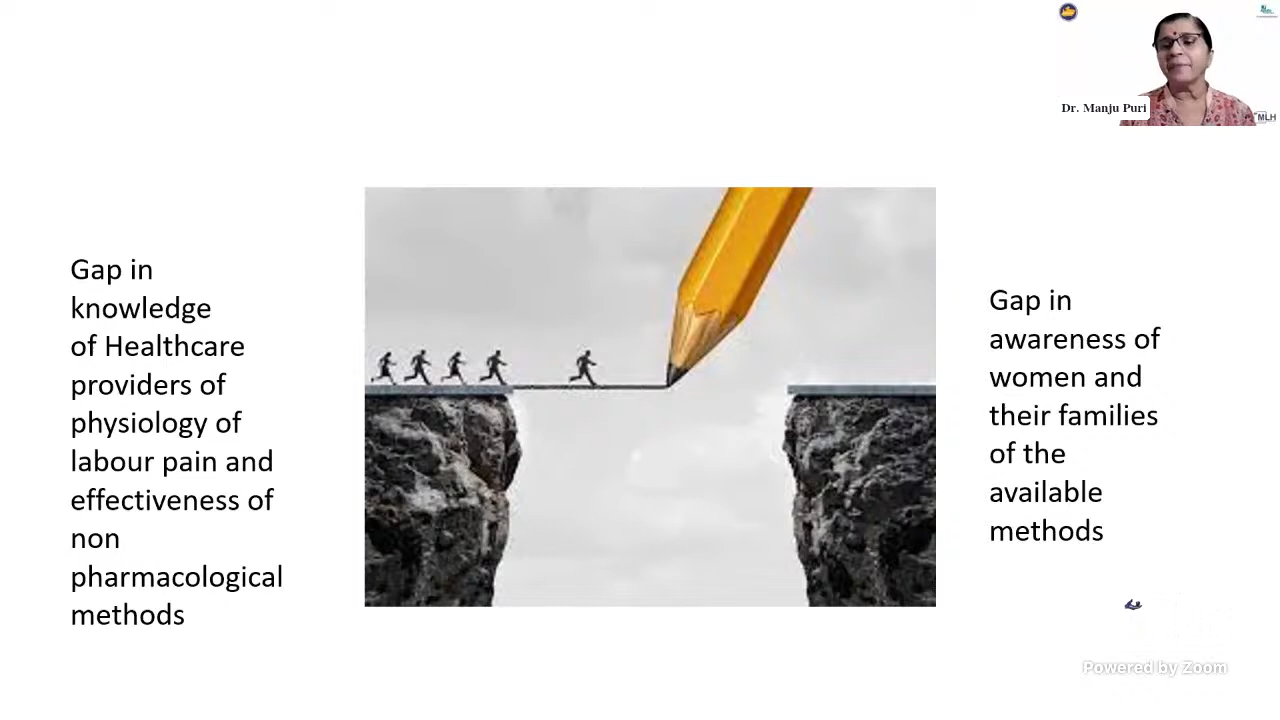 Dr. Manju Puri
MLH
Gap in
knowledge
of Healthcare
providers of
physiology of
labour pain and
effectiveness of
non
pharmacological
methods
Gap in
awareness of
women and
their families
of the
available
methods
Powered by Zoom